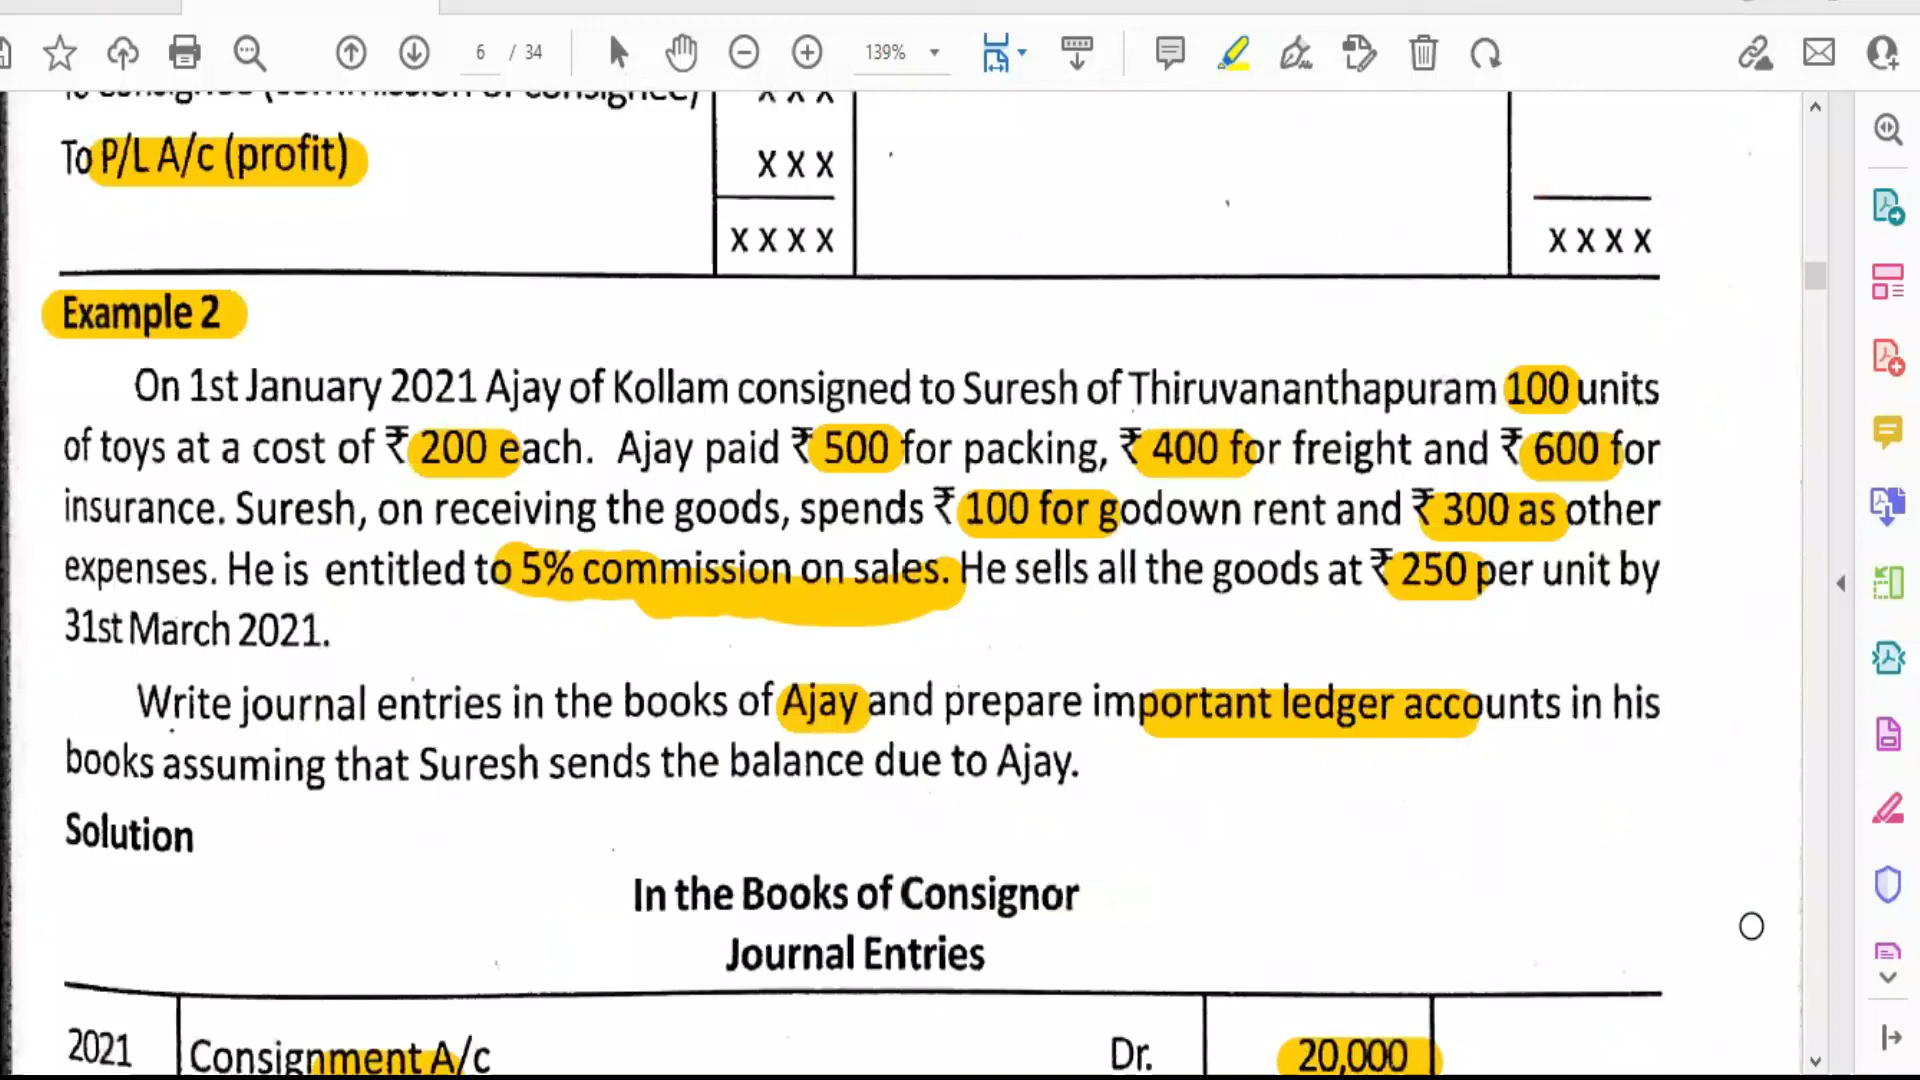 6 / 34
139%
To consignee (commission of consignee) x x x
To P/L A/c (profit) x x x
x x x x x x x x
Example 2
On 1st January 2021 Ajay of Kollam consigned to Suresh of Thiruvananthapuram 100 units
of toys at a cost of ₹ 200 each. Ajay paid ₹ 500 for packing, ₹ 400 for freight and ₹ 600 for
insurance. Suresh, on receiving the goods, spends ₹ 100 for godown rent and ₹ 300 as other
expenses. He is entitled to 5% commission on sales. He sells all the goods at ₹ 250 per unit by
31st March 2021.
Write journal entries in the books of Ajay and prepare important ledger accounts in his
books assuming that Suresh sends the balance due to Ajay.
Solution
In the Books of Consignor
Journal Entries
2021 Consignment A/c Dr. 20,000